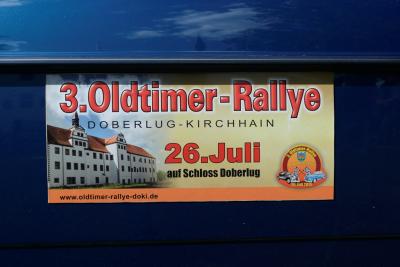 3.Oldtimer-Rallye
DOBERLUG-KIRCHHAIN
26.Juli
auf Schloss Doberlug
www.oldtimer-rallye-doki.de